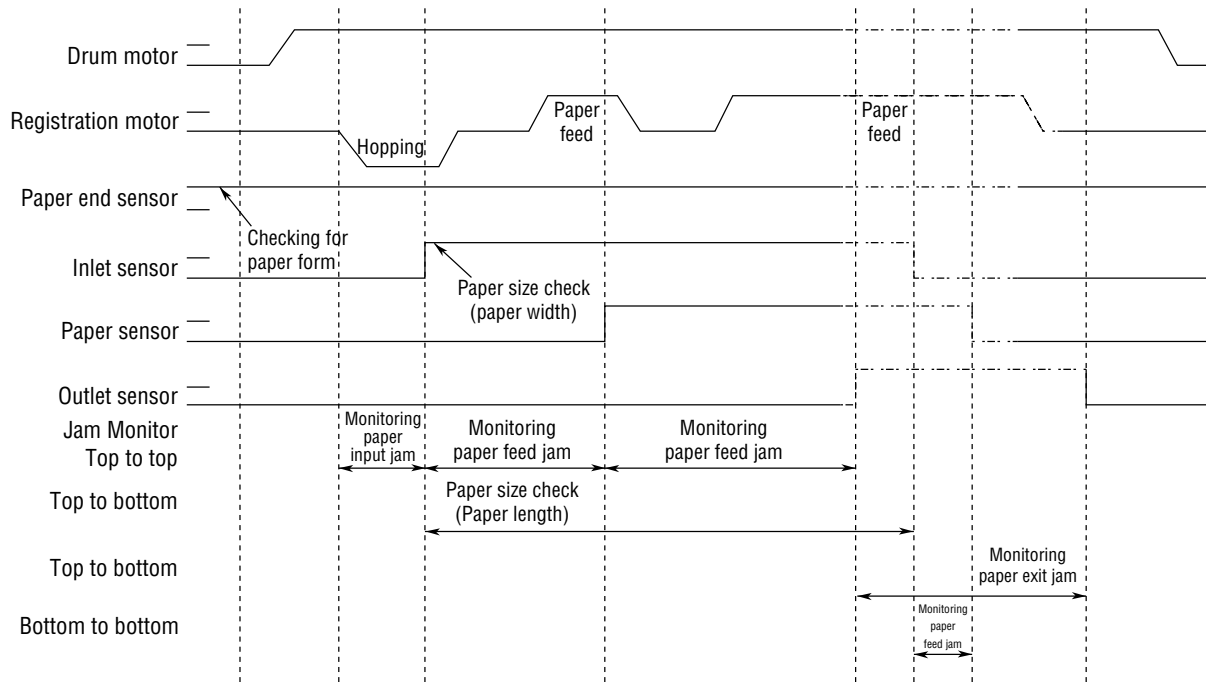 Drum motor
Registration motor
Hopping
Paper
feed
Paper
feed
Paper end sensor
Checking for
paper form
Inlet sensor
Paper size check
(paper width)
Paper sensor
Outlet sensor
Jam Monitor
Top to top
Monitoring
paper
input jam
Monitoring
paper feed jam
Monitoring
paper feed jam
Top to bottom
Paper size check
(Paper length)
Top to bottom
Monitoring
paper exit jam
Bottom to bottom
Monitoring
paper
feed jam